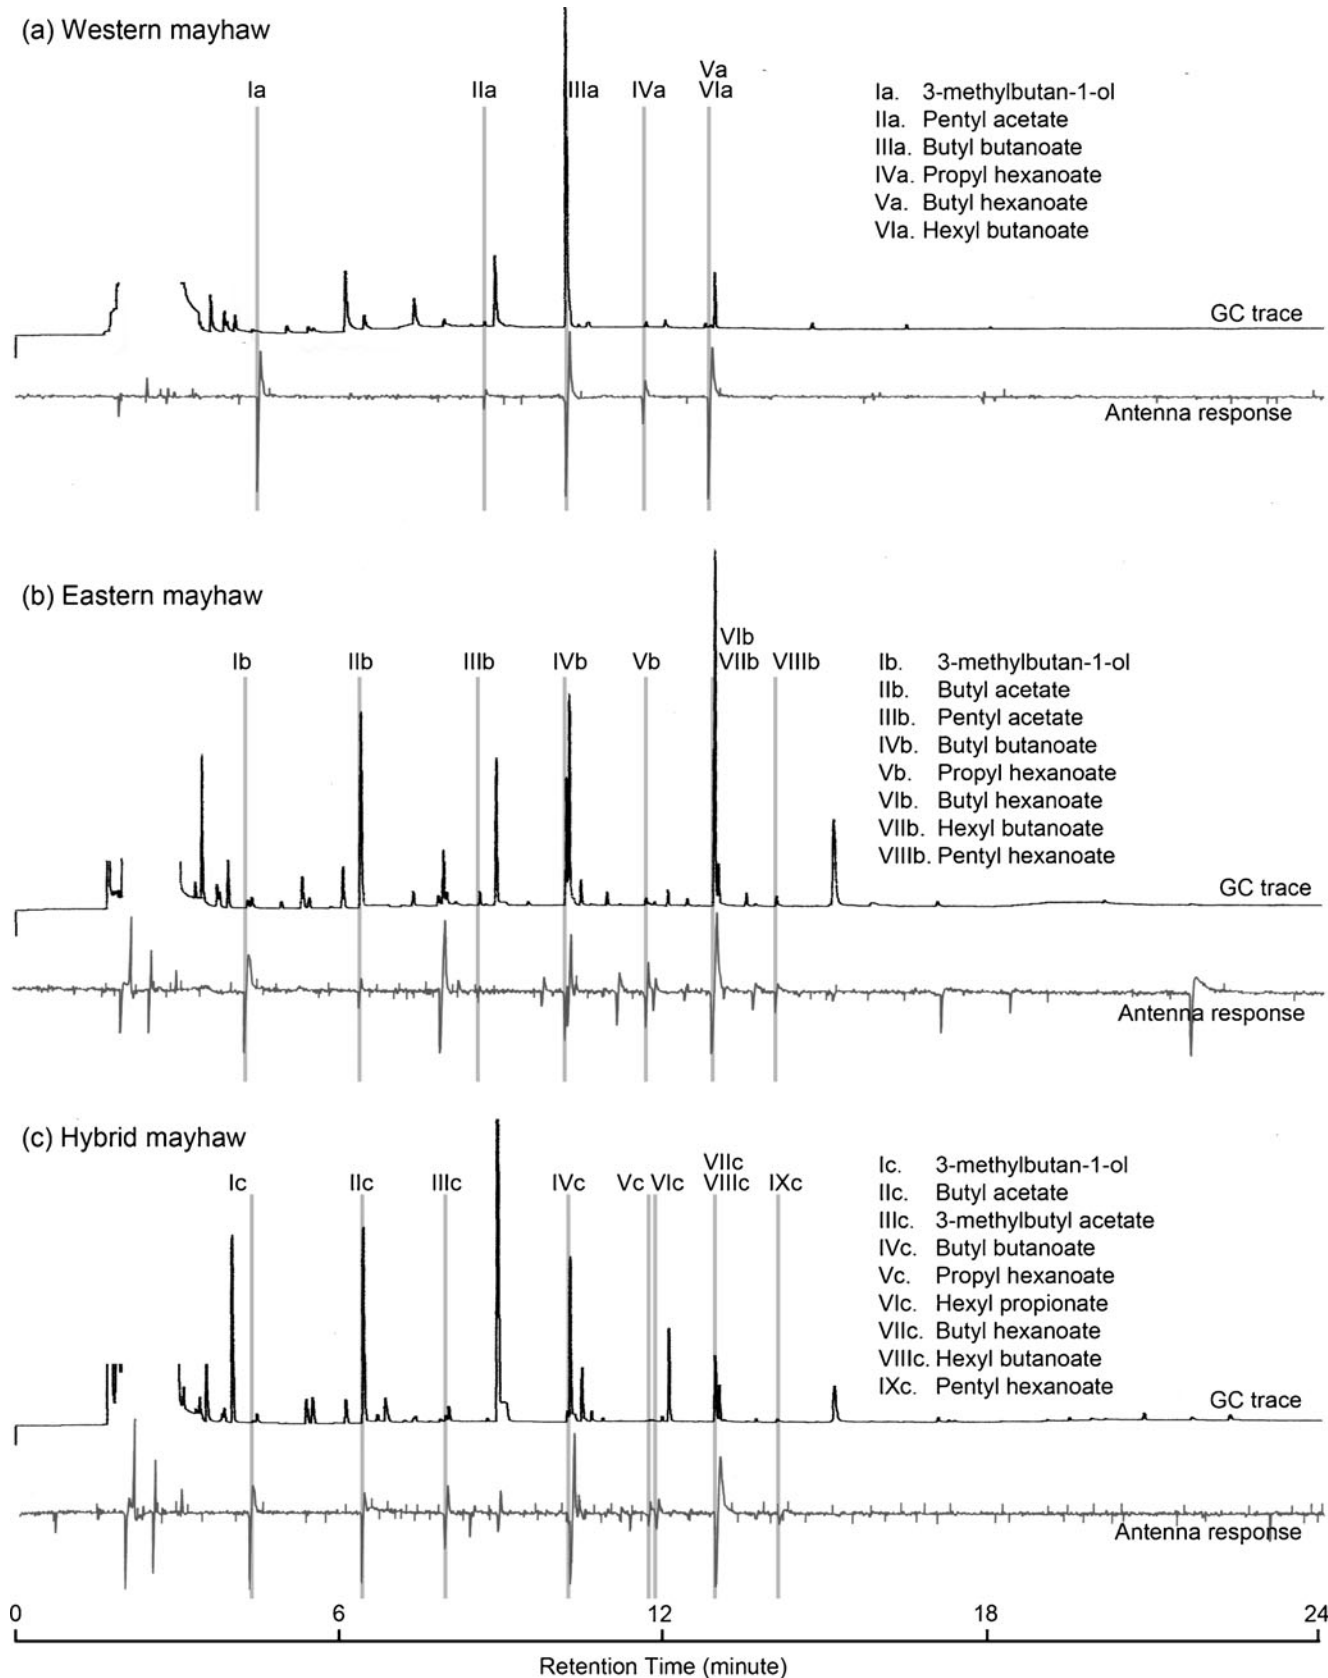 (a) Western mayhaw
Va
Ia IIa IIIa IVa VIa
Ia. 3-methylbutan-1-ol
IIa. Pentyl acetate
IIIa. Butyl butanoate
IVa. Propyl hexanoate
Va. Butyl hexanoate
VIa. Hexyl butanoate
GC trace
Antenna response
(b) Eastern mayhaw
VIb
Ib IIb IIIb IVb Vb VIIb VIIIb
Ib. 3-methylbutan-1-ol
IIb. Butyl acetate
IIIb. Pentyl acetate
IVb. Butyl butanoate
Vb. Propyl hexanoate
VIb. Butyl hexanoate
VIIb. Hexyl butanoate
VIIIb. Pentyl hexanoate
GC trace
Antenna response
(c) Hybrid mayhaw
VIIc
Ic IIc IIIc IVc Vc VIc VIIIc IXc
Ic. 3-methylbutan-1-ol
IIc. Butyl acetate
IIIc. 3-methylbutyl acetate
IVc. Butyl butanoate
Vc. Propyl hexanoate
VIc. Hexyl propionate
VIIc. Butyl hexanoate
VIIIc. Hexyl butanoate
IXc. Pentyl hexanoate
GC trace
Antenna response
0 6 12 18 24
Retention Time (minute)